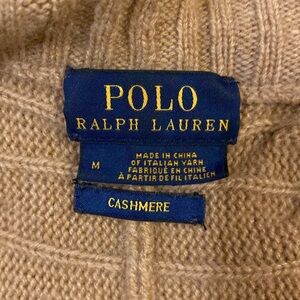 POLO
RALPH LAUREN
M
MADE IN CHINA
OF ITALIAN YARN
FABRIQUÉ EN CHINE
À PARTIR DE FIL ITALIEN
CASHMERE